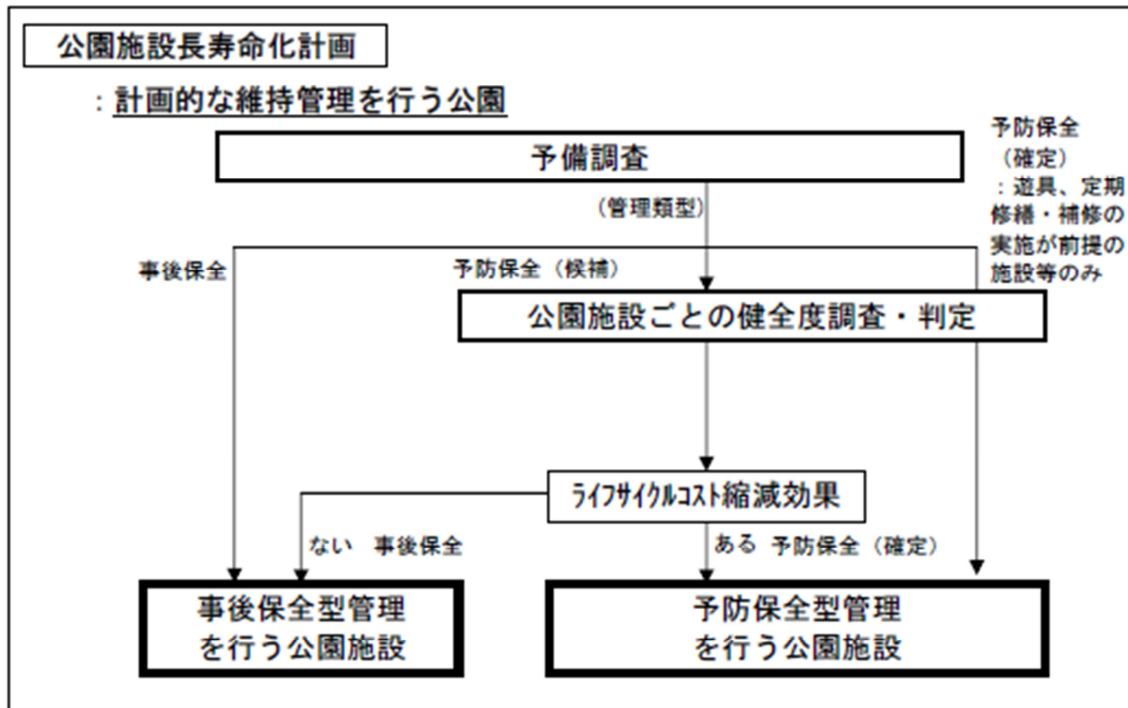 公園施設長寿命化計画
：計画的な維持管理を行う公園
予備調査
予防保全
（確定）
：遊具、定期
修繕・補修の
実施が前提の
施設等のみ
（管理類型）
事後保全
予防保全（候補）
公園施設ごとの健全度調査・判定
ﾗｲﾌｻｲｸﾙｺｽﾄ縮減効果
ない　事後保全
ある　予防保全（確定）
事後保全型管理
を行う公園施設
予防保全型管理
を行う公園施設